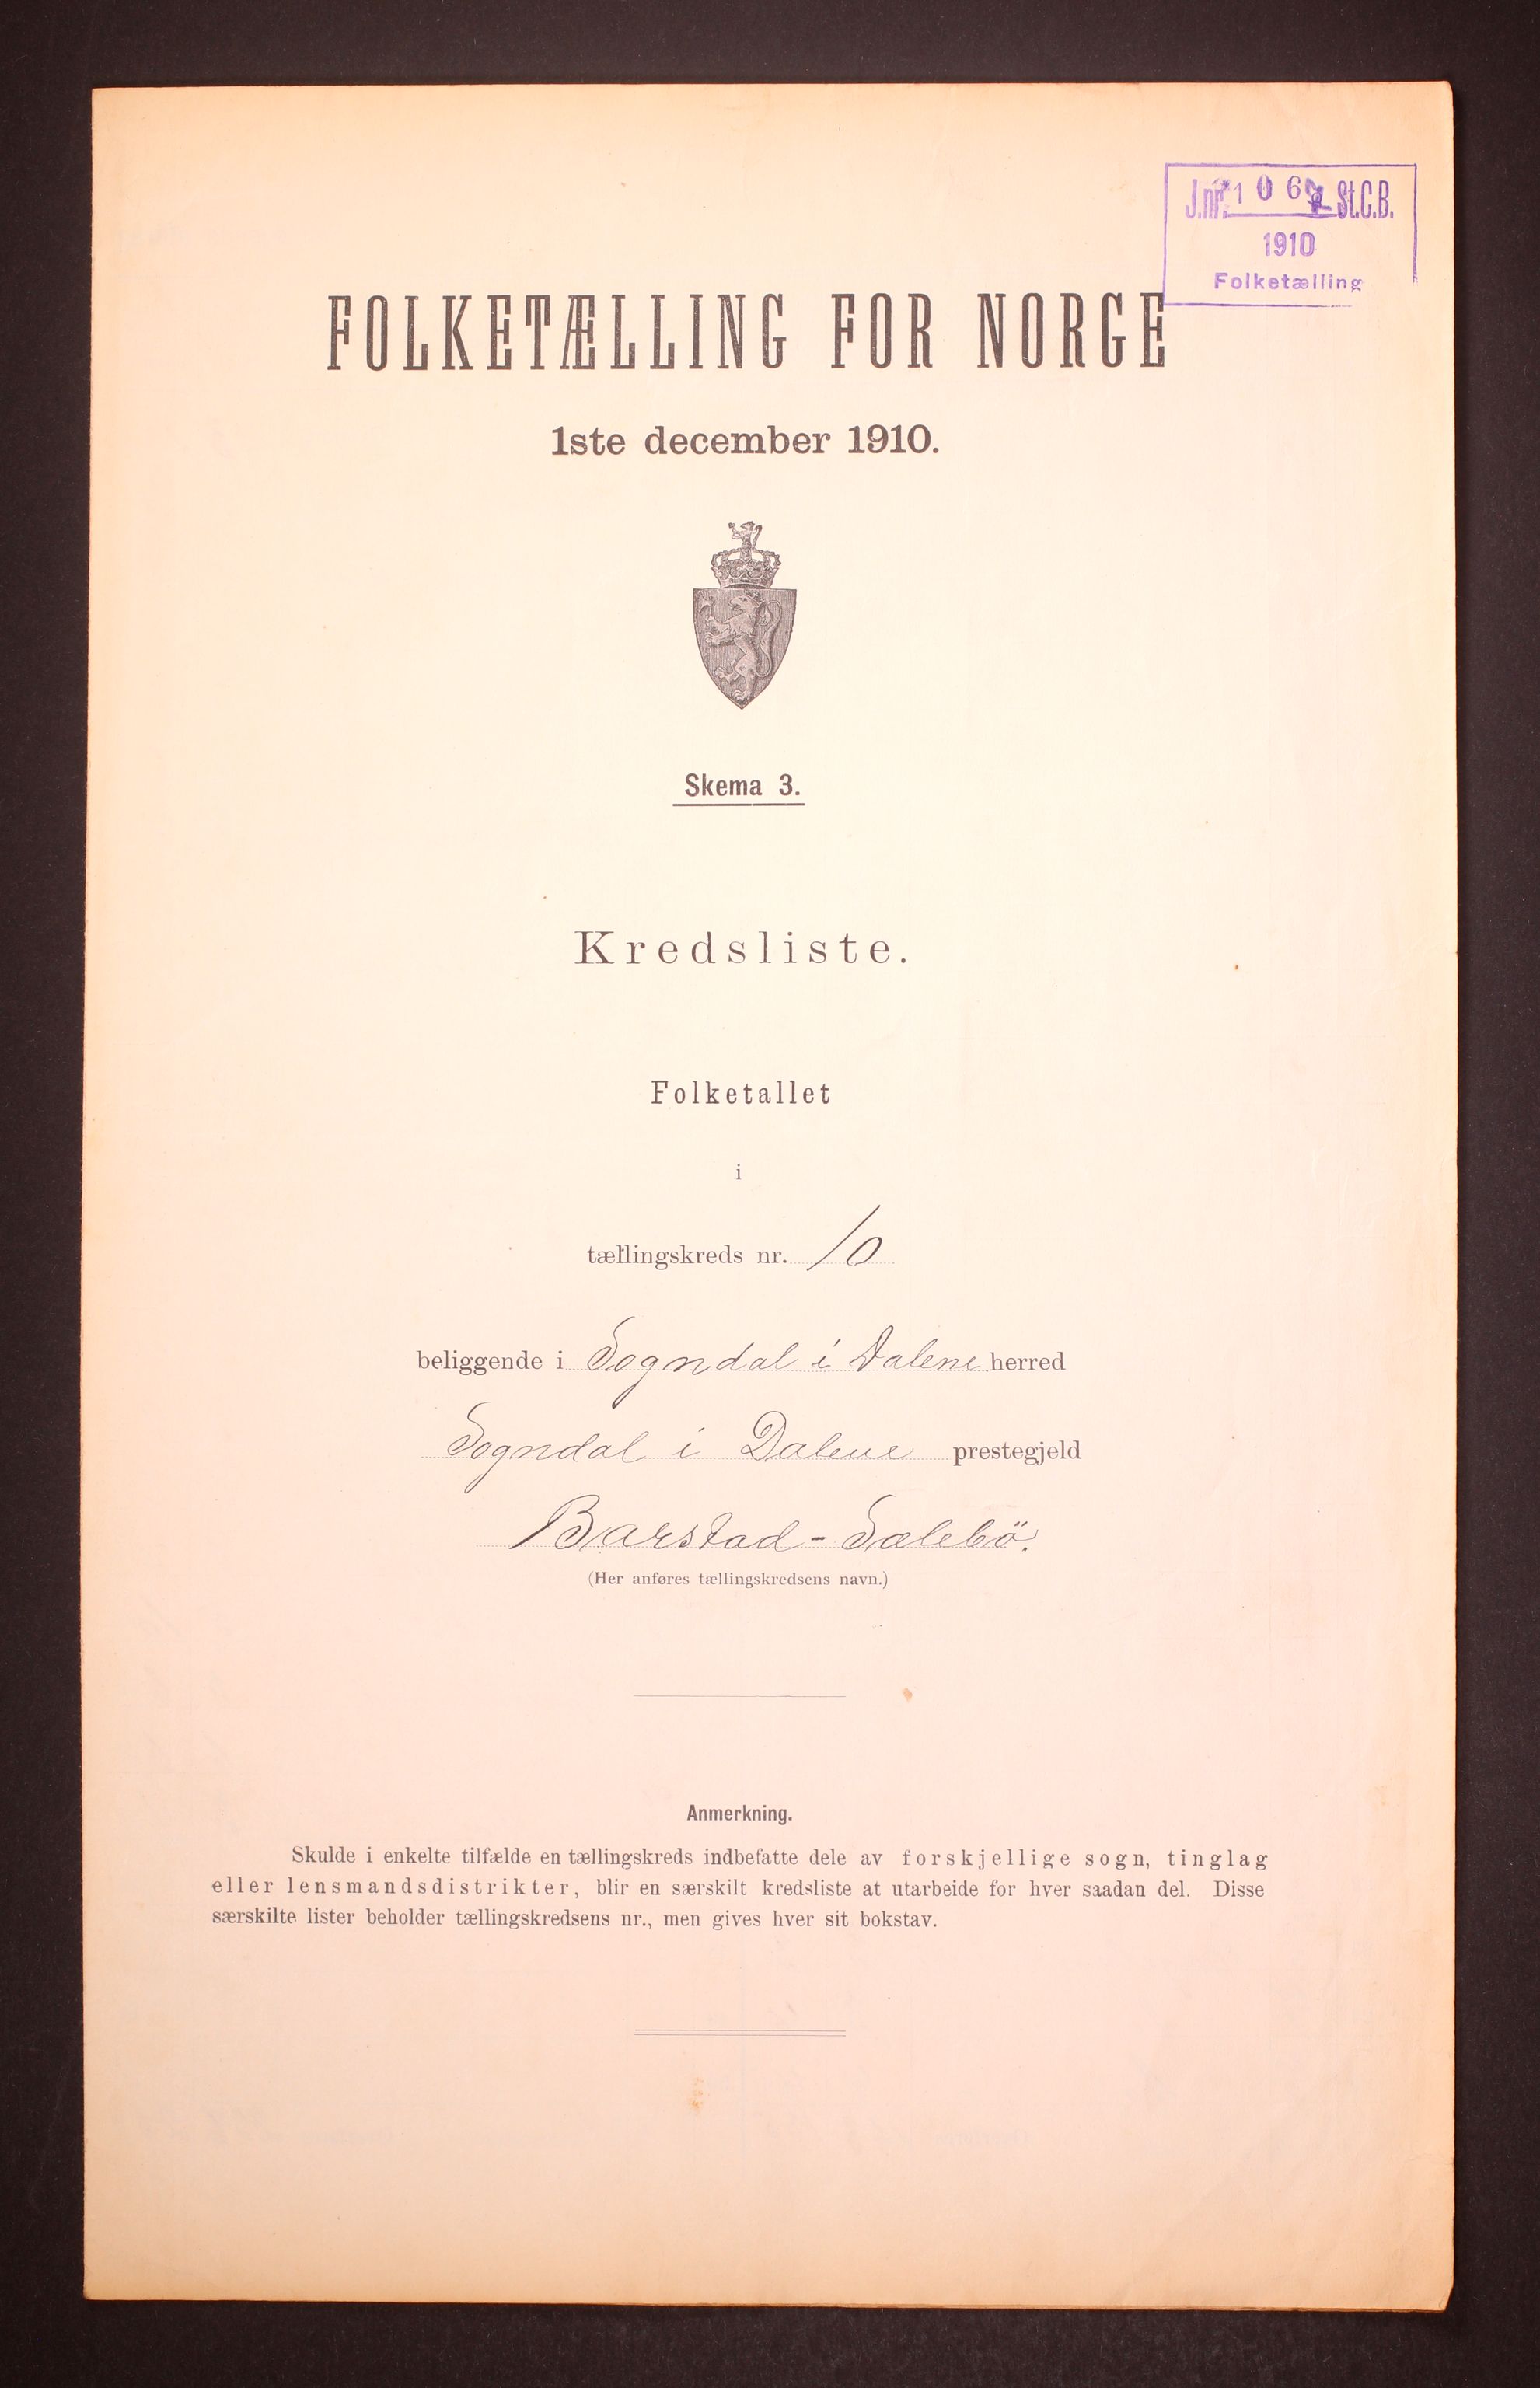 J.nr. St.C.B.
1910
Folketælling
FOLKETÆLLING FOR NORGE
1ste december 1910.
Skema 3.
Kredsliste.
Folketallet
i
tællingskreds nr. 10
beliggende i Sogndal i Dalene herred
Sogndal i Dalene prestegjeld
Barstad - Sælebö.
(Her anføres tællingskredsens navn.)
Anmerkning.
Skulde i enkelte tilfælde en tællingskreds indbefatte dele av forskjellige sogn, tinglag
eller lensmandsdistrikter, blir en særskilt kredsliste at utarbeide for hver saadan del. Disse
særskilte lister beholder tællingskredsens nr., men gives hver sit bokstav.